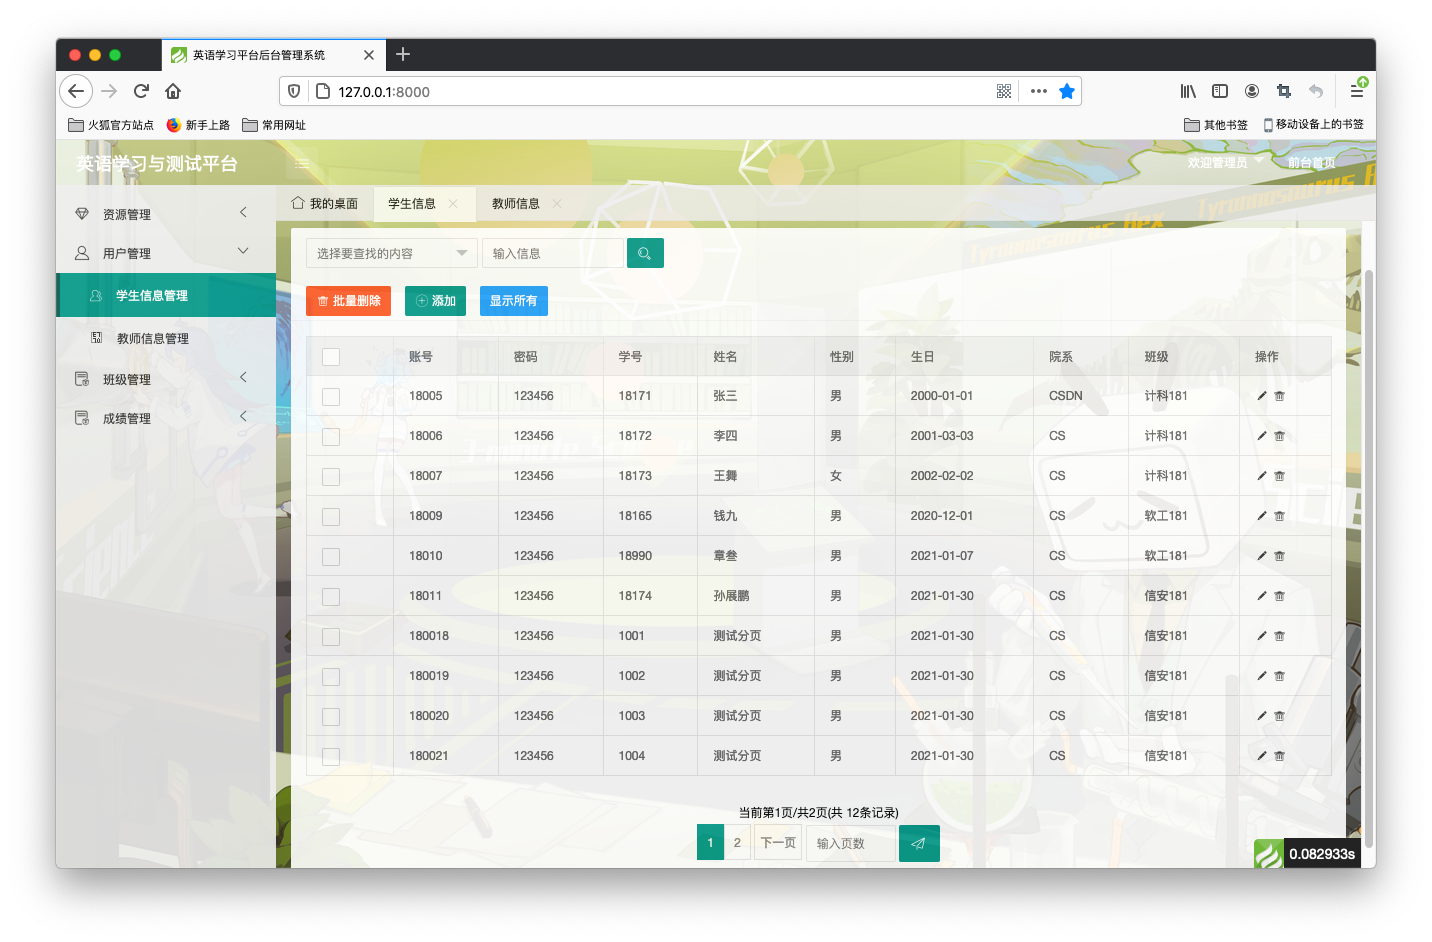 英语学习平台后台管理系统
127.0.0.1:8000
火狐官方站点 新手上路 常用网址 其他书签 移动设备上的书签
英语学习与测试平台 欢迎管理员 前台首页
我的桌面 学生信息 教师信息
资源管理
用户管理
学生信息管理
教师信息管理
班级管理
成绩管理
选择要查找的内容 输入信息
批量删除 添加 显示所有
账号 密码 学号 姓名 性别 生日 院系 班级 操作
18005 123456 18171 张三 男 2000-01-01 CSDN 计科181
18006 123456 18172 李四 男 2001-03-03 CS 计科181
18007 123456 18173 王舞 女 2002-02-02 CS 计科181
18009 123456 18165 钱九 男 2020-12-01 CS 软工181
18010 123456 18990 章叁 男 2021-01-07 CS 软工181
18011 123456 18174 孙展鹏 男 2021-01-30 CS 信安181
180018 123456 1001 测试分页 男 2021-01-30 CS 信安181
180019 123456 1002 测试分页 男 2021-01-30 CS 信安181
180020 123456 1003 测试分页 男 2021-01-30 CS 信安181
180021 123456 1004 测试分页 男 2021-01-30 CS 信安181
当前第1页/共2页(共 12条记录)
1 2 下一页 输入页数
0.082933s